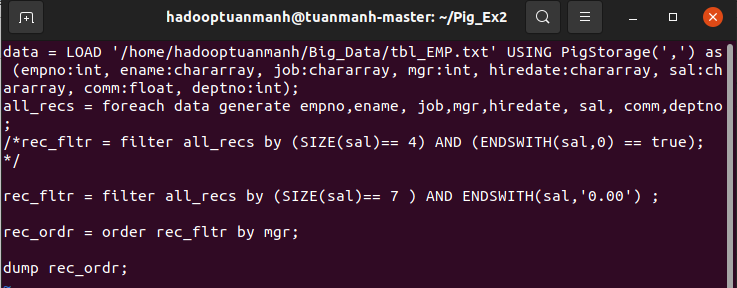 hadooptuanmanh@tuanmanh-master: ~/Pig_Ex2
data = LOAD '/home/hadooptuanmanh/Big_Data/tbl_EMP.txt' USING PigStorage(',') as
 (empno:int, ename:chararray, job:chararray, mgr:int, hiredate:chararray, sal:ch
ararray, comm:float, deptno:int);
all_recs = foreach data generate empno,ename, job,mgr,hiredate, sal, comm,deptno
;
/*rec_fltr = filter all_recs by (SIZE(sal)== 4) AND (ENDSWITH(sal,0) == true);
*/
rec_fltr = filter all_recs by (SIZE(sal)== 7 ) AND ENDSWITH(sal,'0.00') ;
rec_ordr = order rec_fltr by mgr;
dump rec_ordr;
~